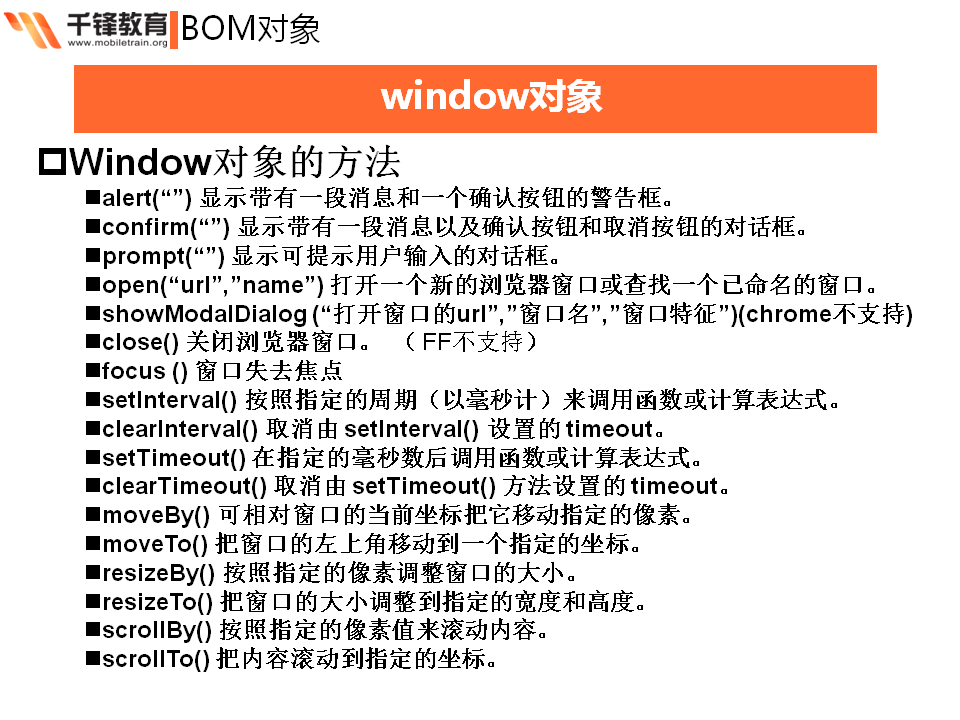 千锋教育
www.mobiletrain.org
BOM对象
window对象
Window对象的方法
alert(“”) 显示带有一段消息和一个确认按钮的警告框。
confirm(“”) 显示带有一段消息以及确认按钮和取消按钮的对话框。
prompt(“”) 显示可提示用户输入的对话框。
open(“url”,”name”) 打开一个新的浏览器窗口或查找一个已命名的窗口。
showModalDialog (“打开窗口的url”,”窗口名”,”窗口特征”)(chrome不支持)
close() 关闭浏览器窗口。 （ FF不支持）
focus () 窗口失去焦点
setInterval() 按照指定的周期（以毫秒计）来调用函数或计算表达式。
clearInterval() 取消由 setInterval() 设置的 timeout。
setTimeout() 在指定的毫秒数后调用函数或计算表达式。
clearTimeout() 取消由 setTimeout() 方法设置的 timeout。
moveBy() 可相对窗口的当前坐标把它移动指定的像素。
moveTo() 把窗口的左上角移动到一个指定的坐标。
resizeBy() 按照指定的像素调整窗口的大小。
resizeTo() 把窗口的大小调整到指定的宽度和高度。
scrollBy() 按照指定的像素值来滚动内容。
scrollTo() 把内容滚动到指定的坐标。